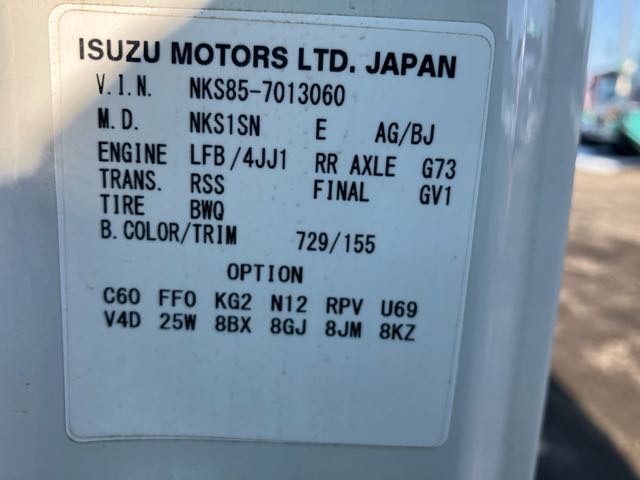 ISUZU MOTORS LTD. JAPAN
V.I.N. NKS85-7013060
M.D. NKS1SN E AG/BJ
ENGINE LFB/4JJ1 RR AXLE G73
TRANS. RSS FINAL GV1
TIRE BWQ
B.COLOR/TRIM 729/155
OPTION
C60 FF0 KG2 N12 RPV U69
V4D 25W 8BX 8GJ 8JM 8KZ